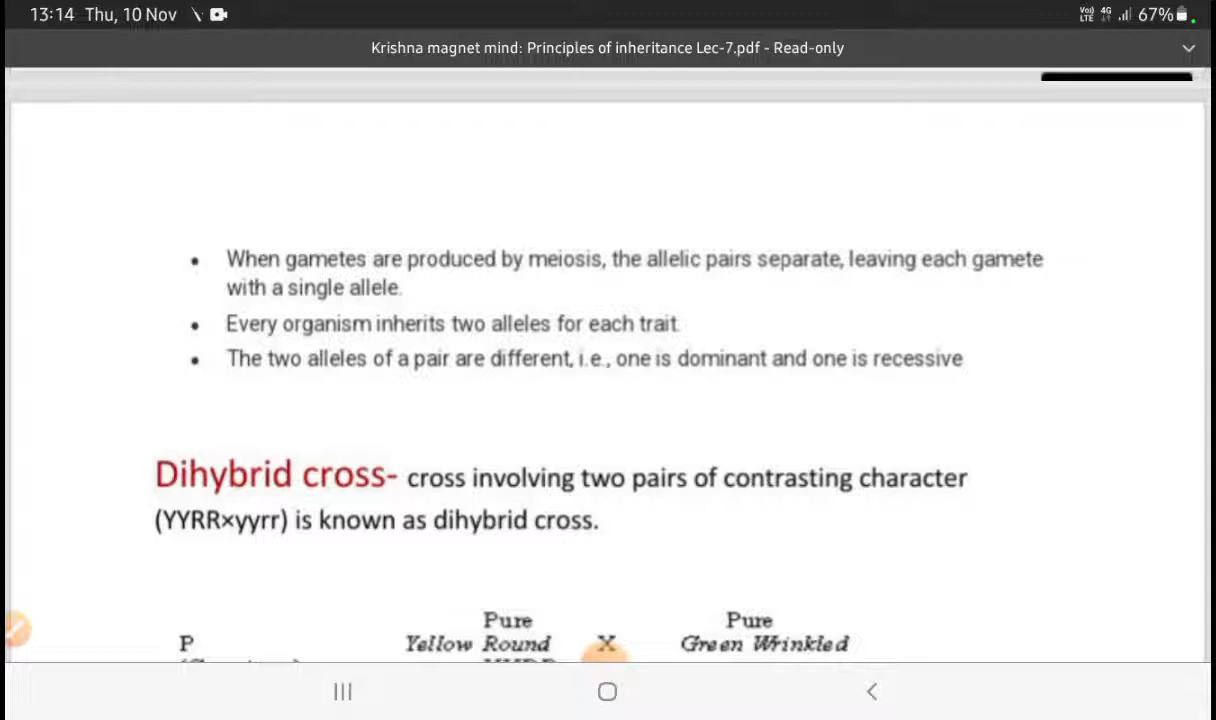 13:14 Thu, 10 Nov
Vo) 4G LTE 67%
Krishna magnet mind: Principles of inheritance Lec-7.pdf - Read-only
• When gametes are produced by meiosis, the allelic pairs separate, leaving each gamete
with a single allele.
• Every organism inherits two alleles for each trait
• The two alleles of a pair are different, i.e., one is dominant and one is recessive
Dihybrid cross- cross involving two pairs of contrasting character
(YYRR×yyrr) is known as dihybrid cross.
Pure Pure
P Yellow Round X Green Wrinkled